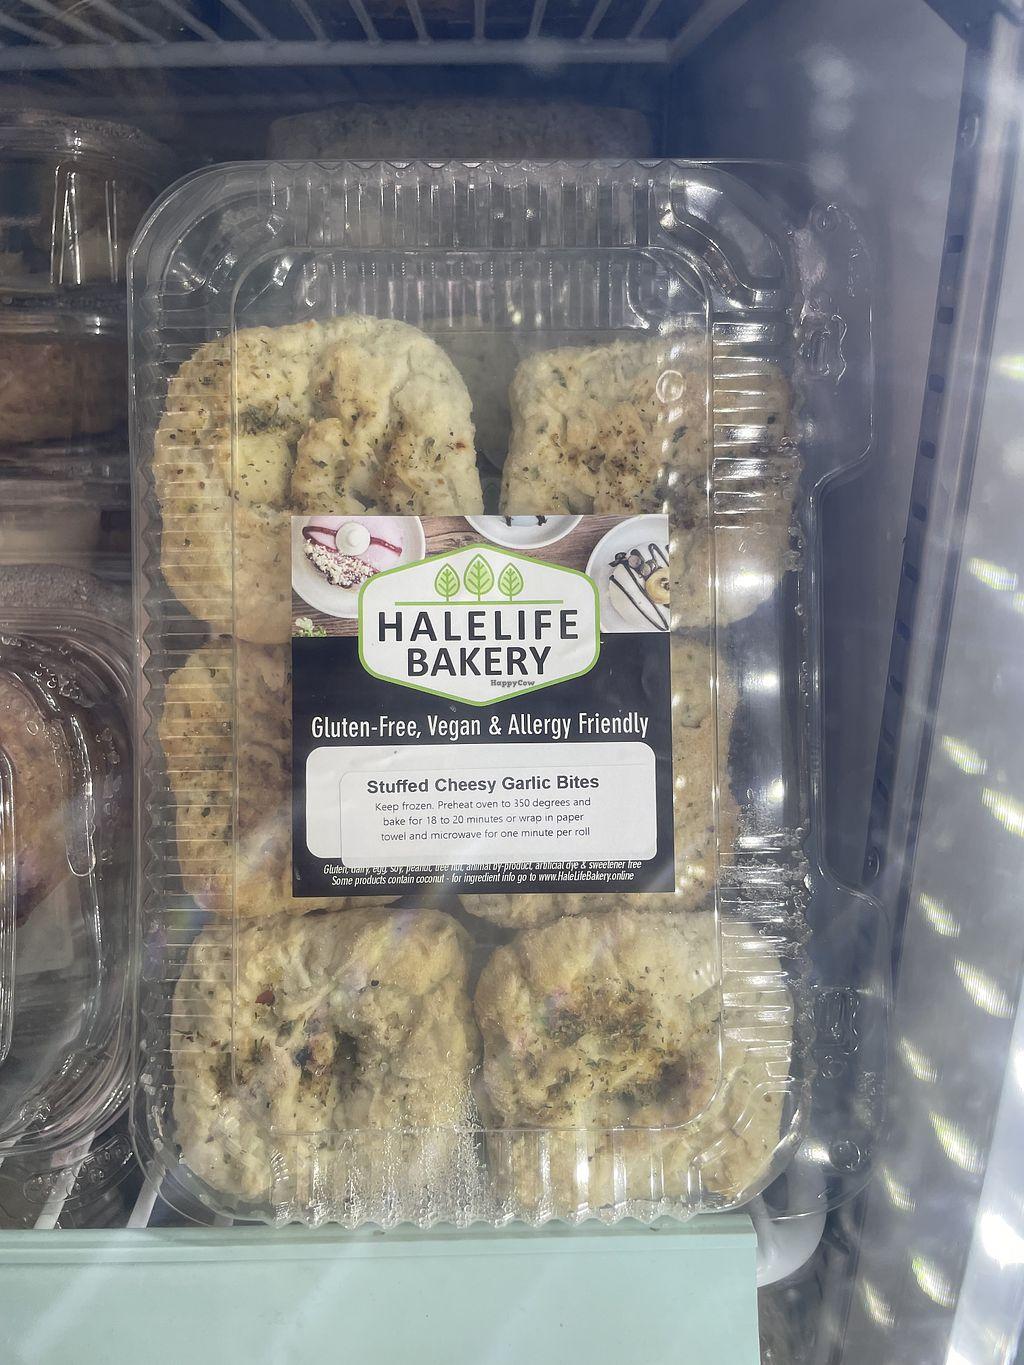 HALELIFE
BAKERY
HappyCow
Gluten-Free, Vegan & Allergy Friendly
Stuffed Cheesy Garlic Bites
Keep frozen. Preheat oven to 350 degrees and
bake for 18 to 20 minutes or wrap in paper
towel and microwave for one minute per roll
Gluten, dairy, egg, soy, peanut, tree nut, animal by-product, artificial dye & sweetener free
Some products contain coconut - for ingredient info go to www.HaleLifeBakery.online